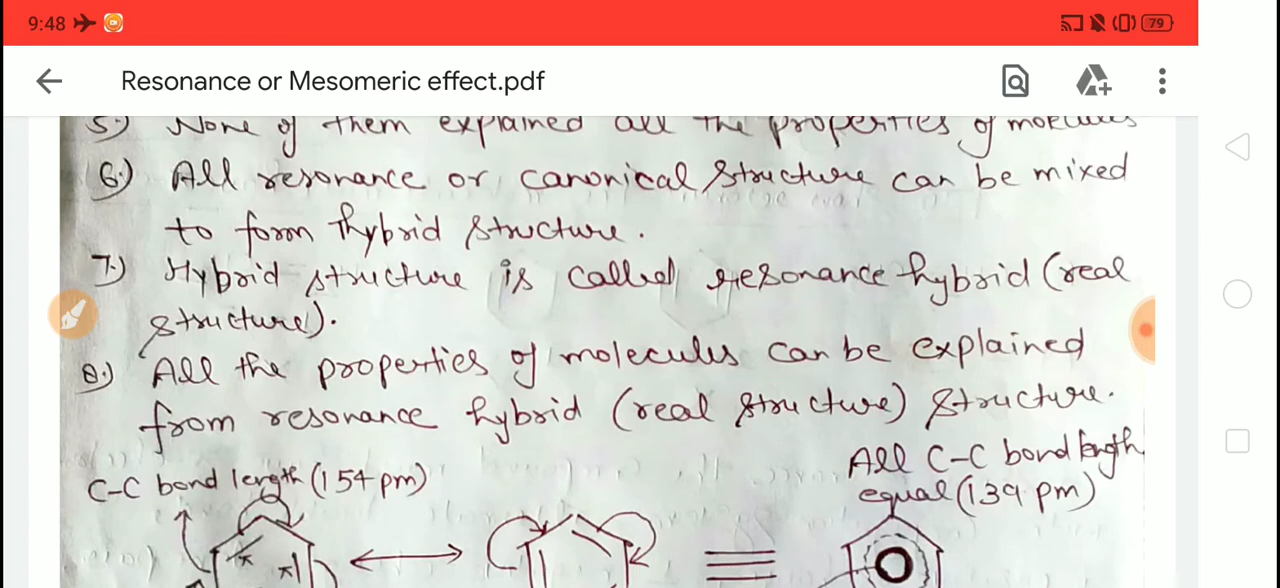 9:48
79
Resonance or Mesomeric effect.pdf
5.) None of them explained all the properties of molecules
6.) All resonance or canonical structure can be mixed
to form hybrid structure.
7.) Hybrid structure is called resonance hybrid (real
structure).
8.) All the properties of molecules can be explained
from resonance hybrid (real structure) structure.
All C-C bond length
C-C bond length (154 pm)
equal (139 pm)
π π